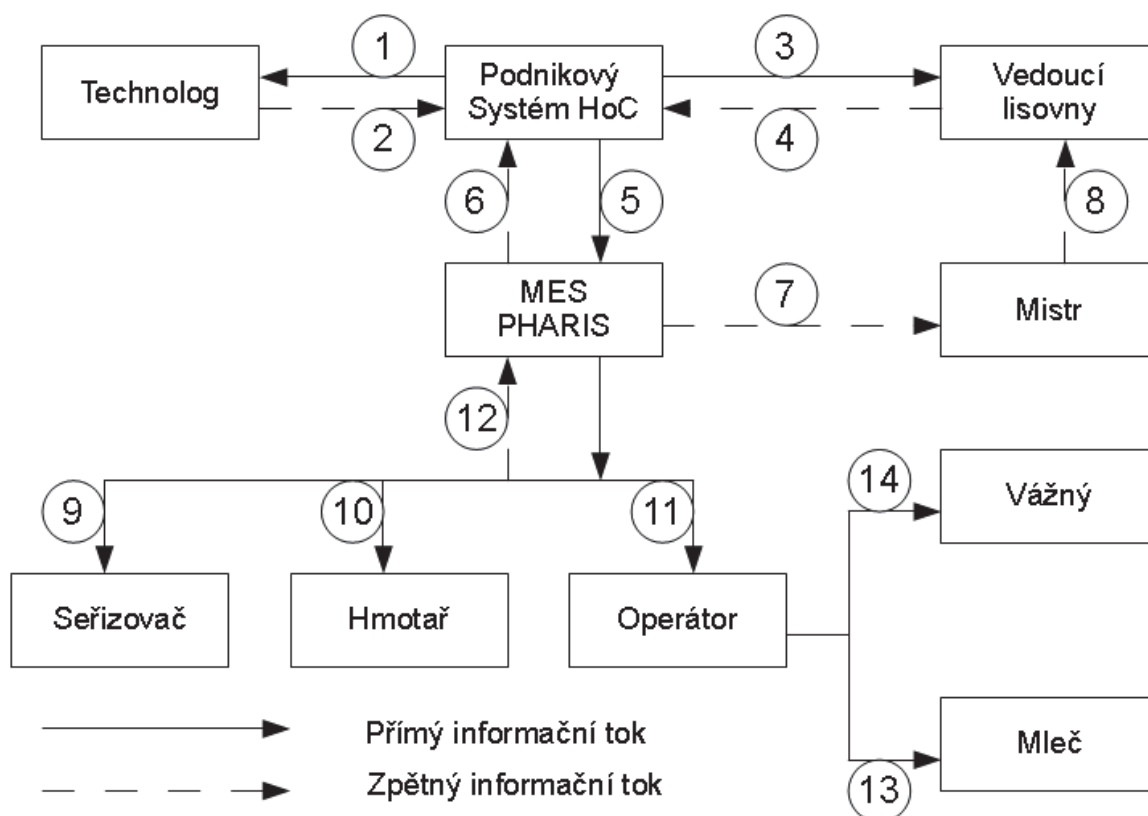 1
3
Technolog
Podnikový
Systém HoC
Vedoucí
lisovny
2
4
6
5
8
MES
PHARIS
7
Mistr
12
14
Vážný
9
10
11
Seřizovač
Hmotař
Operátor
Přímý informační tok
Mleč
Zpětný informační tok
13